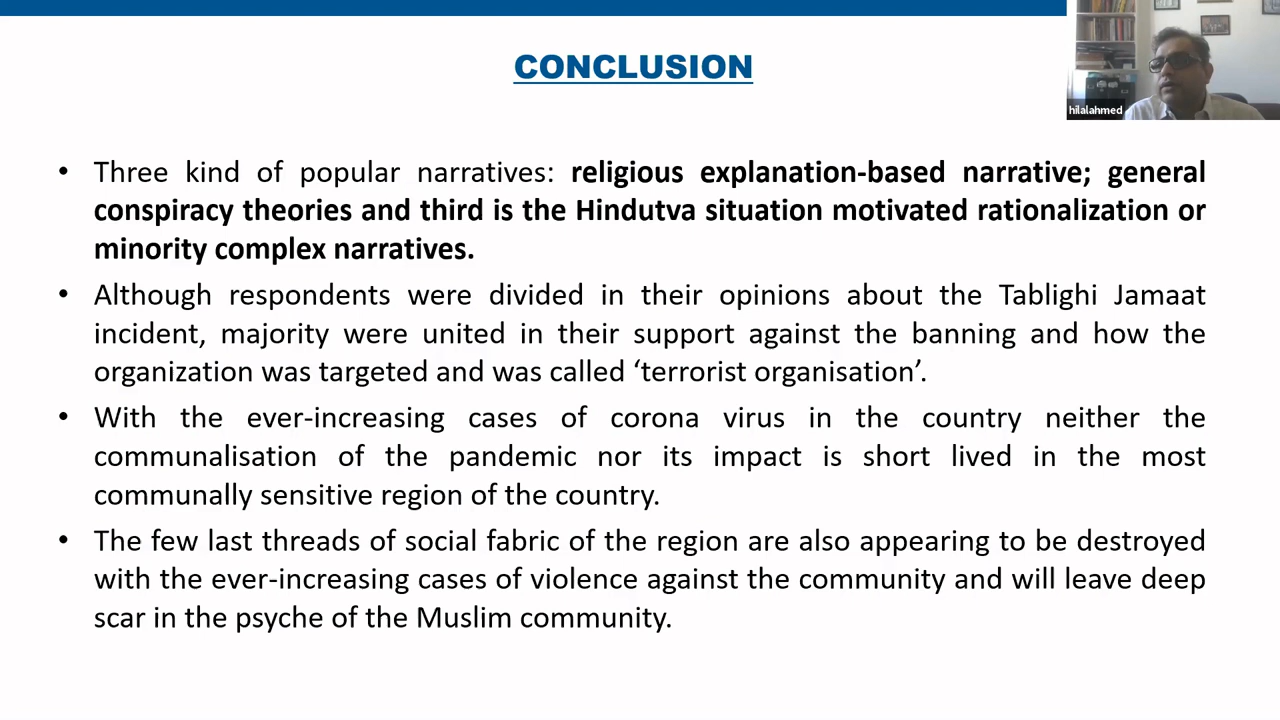 CONCLUSION
hilalahmed
• Three kind of popular narratives: religious explanation-based narrative; general
conspiracy theories and third is the Hindutva situation motivated rationalization or
minority complex narratives.
• Although respondents were divided in their opinions about the Tablighi Jamaat
incident, majority were united in their support against the banning and how the
organization was targeted and was called ‘terrorist organisation’.
• With the ever-increasing cases of corona virus in the country neither the
communalisation of the pandemic nor its impact is short lived in the most
communally sensitive region of the country.
• The few last threads of social fabric of the region are also appearing to be destroyed
with the ever-increasing cases of violence against the community and will leave deep
scar in the psyche of the Muslim community.